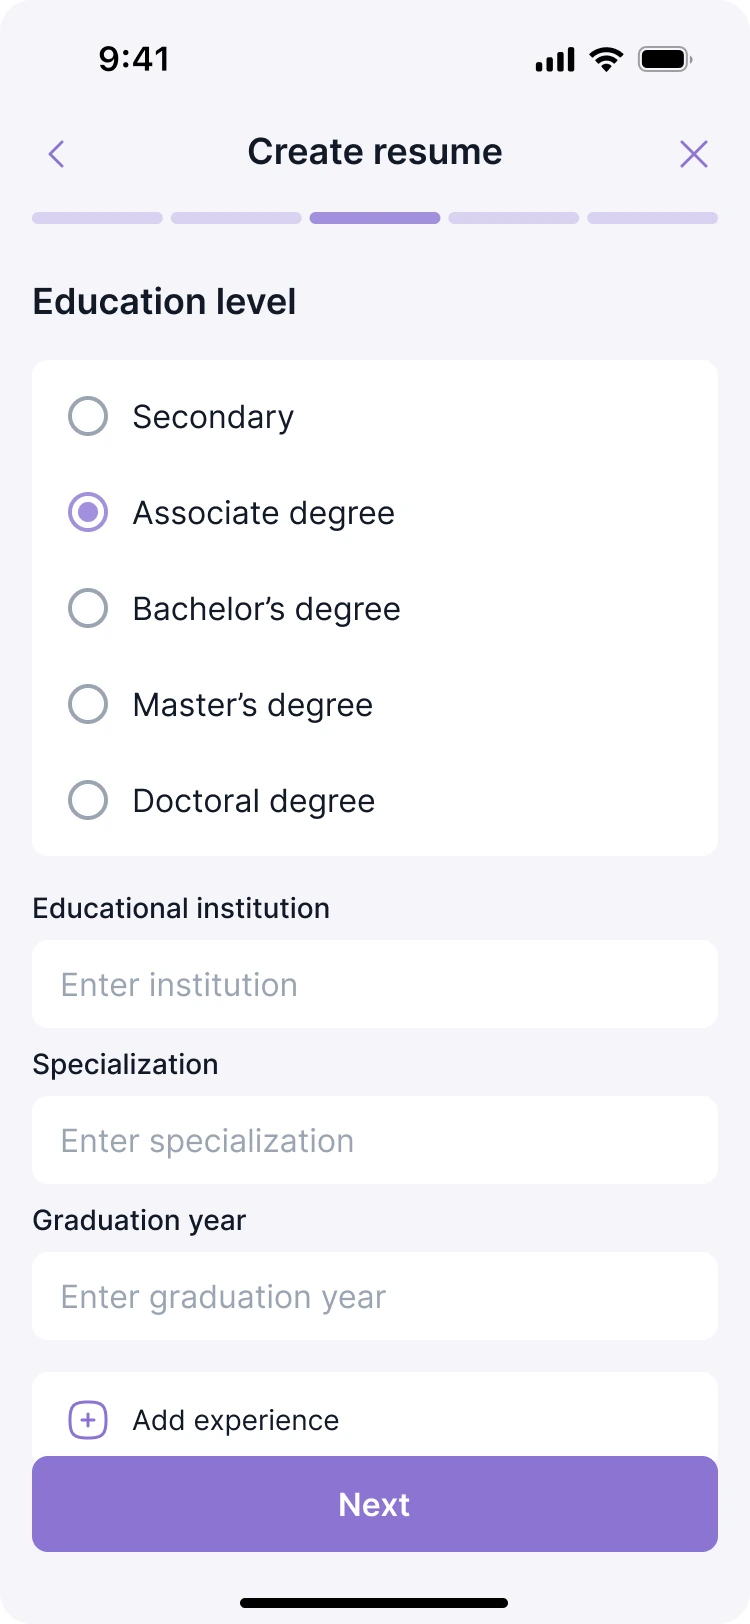 9:41
Create resume
Education level
Secondary
Associate degree
Bachelor’s degree
Master’s degree
Doctoral degree
Educational institution
Enter institution
Specialization
Enter specialization
Graduation year
Enter graduation year
Add experience
Next